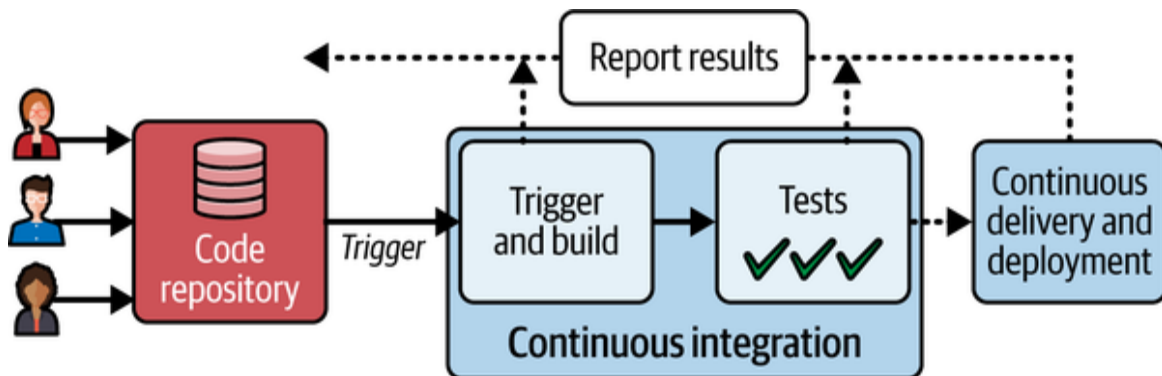 Report results
Code
repository
Trigger
Trigger
and build
Tests
Continuous integration
Continuous
delivery and
deployment